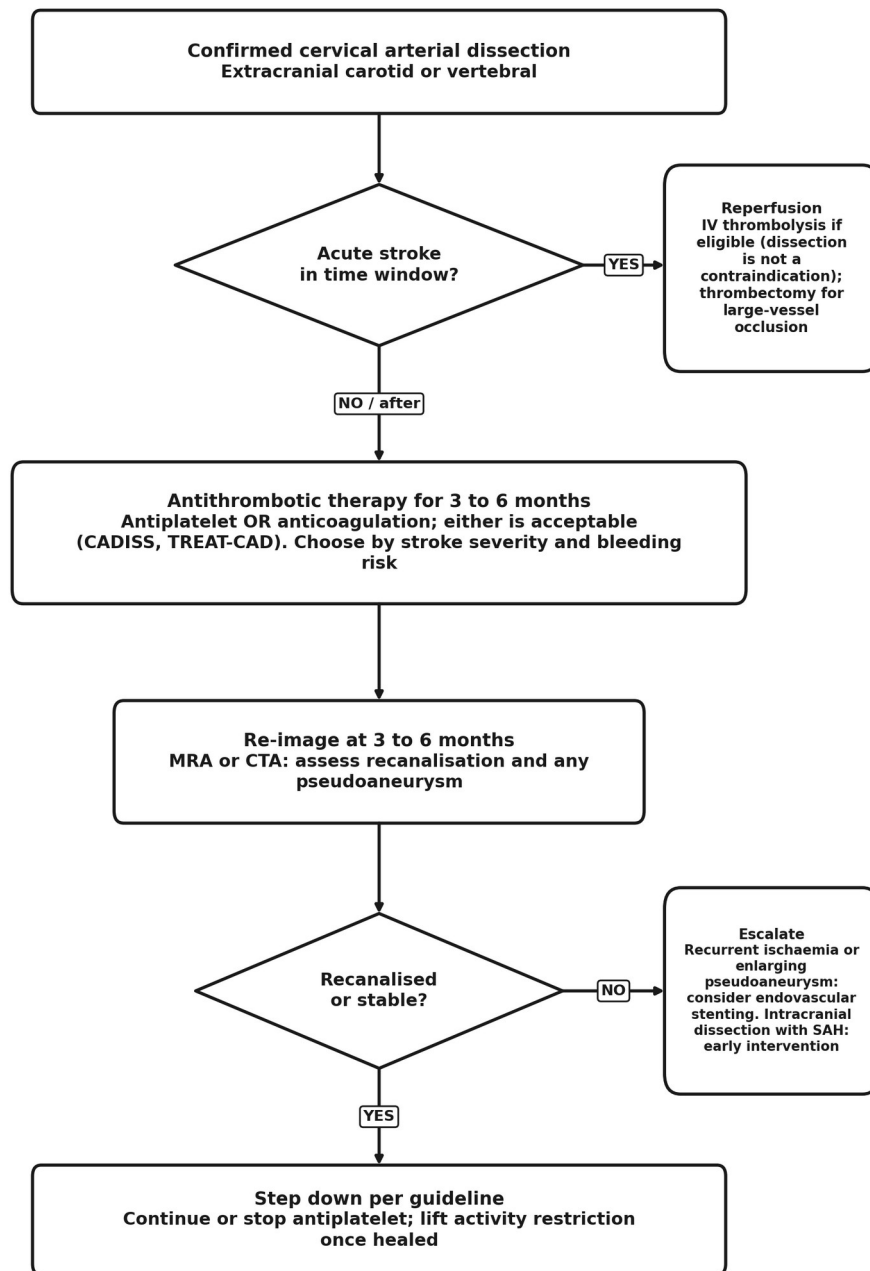 Confirmed cervical arterial dissection
Extracranial carotid or vertebral
Acute stroke
in time window?
YES
Reperfusion
IV thrombolysis if
eligible (dissection
is not a
contraindication);
thrombectomy for
large-vessel
occlusion
NO / after
Antithrombotic therapy for 3 to 6 months
Antiplatelet OR anticoagulation; either is acceptable
(CADISS, TREAT-CAD). Choose by stroke severity and bleeding
risk
Re-image at 3 to 6 months
MRA or CTA: assess recanalisation and any
pseudoaneurysm
Recanalised
or stable?
NO
Escalate
Recurrent ischaemia or
enlarging
pseudoaneurysm:
consider endovascular
stenting. Intracranial
dissection with SAH:
early intervention
YES
Step down per guideline
Continue or stop antiplatelet; lift activity restriction
once healed